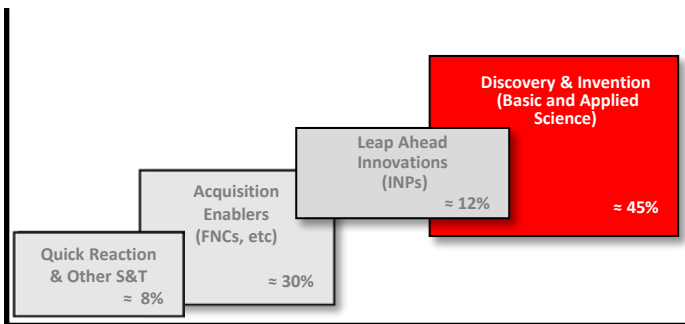 Discovery & Invention
(Basic and Applied
Science)
≈ 45%
Leap Ahead
Innovations
(INPs)
≈ 12%
Acquisition
Enablers
(FNCs, etc)
≈ 30%
Quick Reaction
& Other S&T
≈ 8%